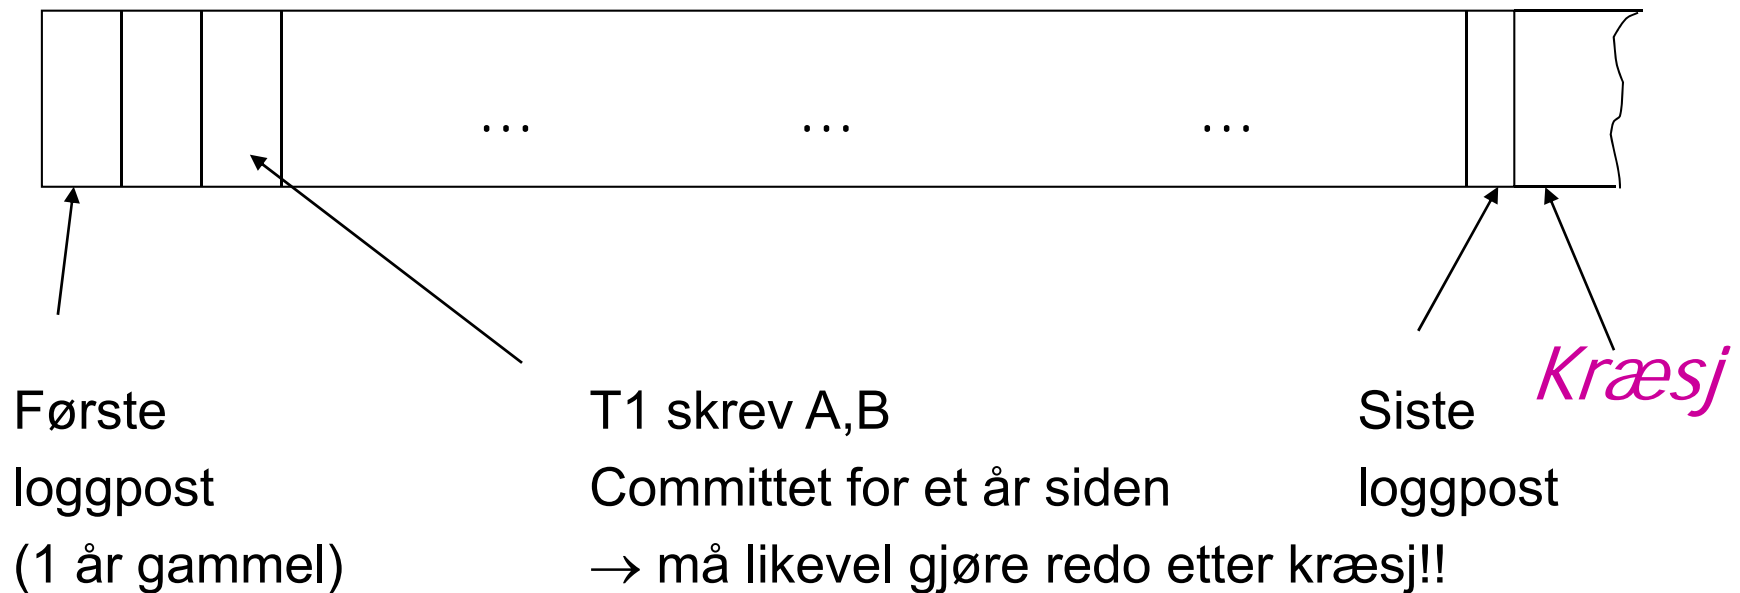 ... ... ...
Kræsj
Første
loggpost
(1 år gammel)
T1 skrev A,B
Committet for et år siden
→ må likevel gjøre redo etter kræsj!!
Siste
loggpost